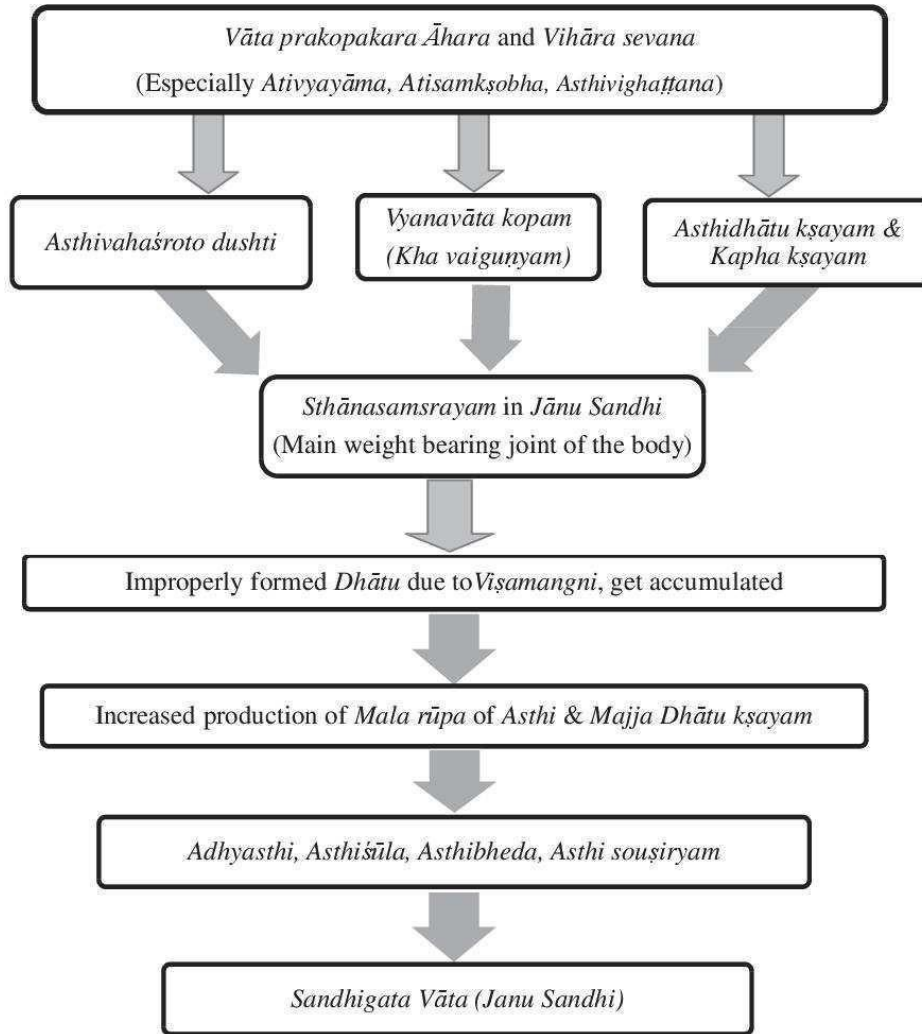 Vāta prakopakara Āhara and Vihāra sevana
(Especially Ativyayāma, Atisamkṣobha, Asthivighaṭṭana)
Asthivahaśroto dushti
Vyanavāta kopam
(Kha vaiguṇyam)
Asthidhātu kṣayam &
Kapha kṣayam
Sthānasamsrayam in Jānu Sandhi
(Main weight bearing joint of the body)
Improperly formed Dhātu due toViṣamangni, get accumulated
Increased production of Mala rūpa of Asthi & Majja Dhātu kṣayam
Adhyasthi, Asthiśūla, Asthibheda, Asthi souṣiryam
Sandhigata Vāta (Janu Sandhi)